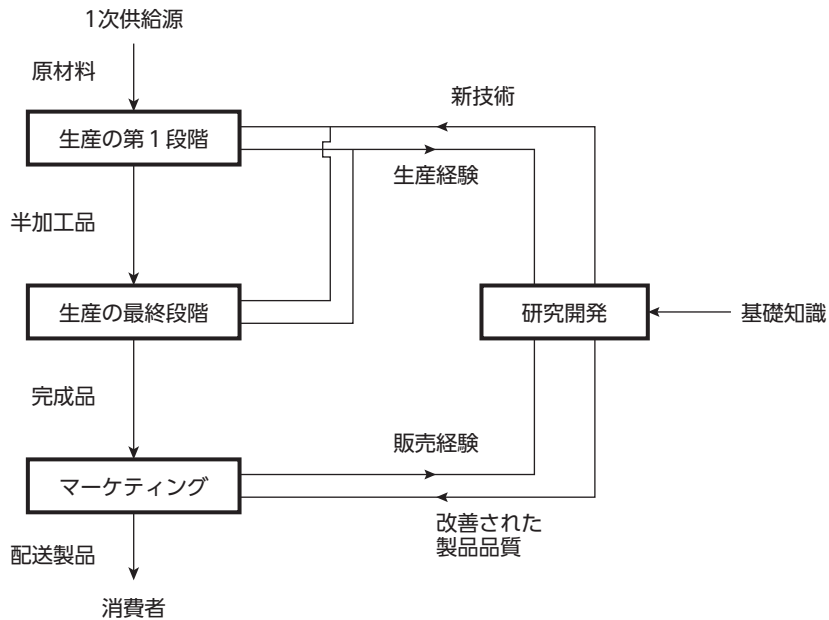 1次供給源
原材料
新技術
生産の第1段階
生産経験
半加工品
生産の最終段階
研究開発
基礎知識
完成品
販売経験
マーケティング
改善された
製品品質
配送製品
消費者